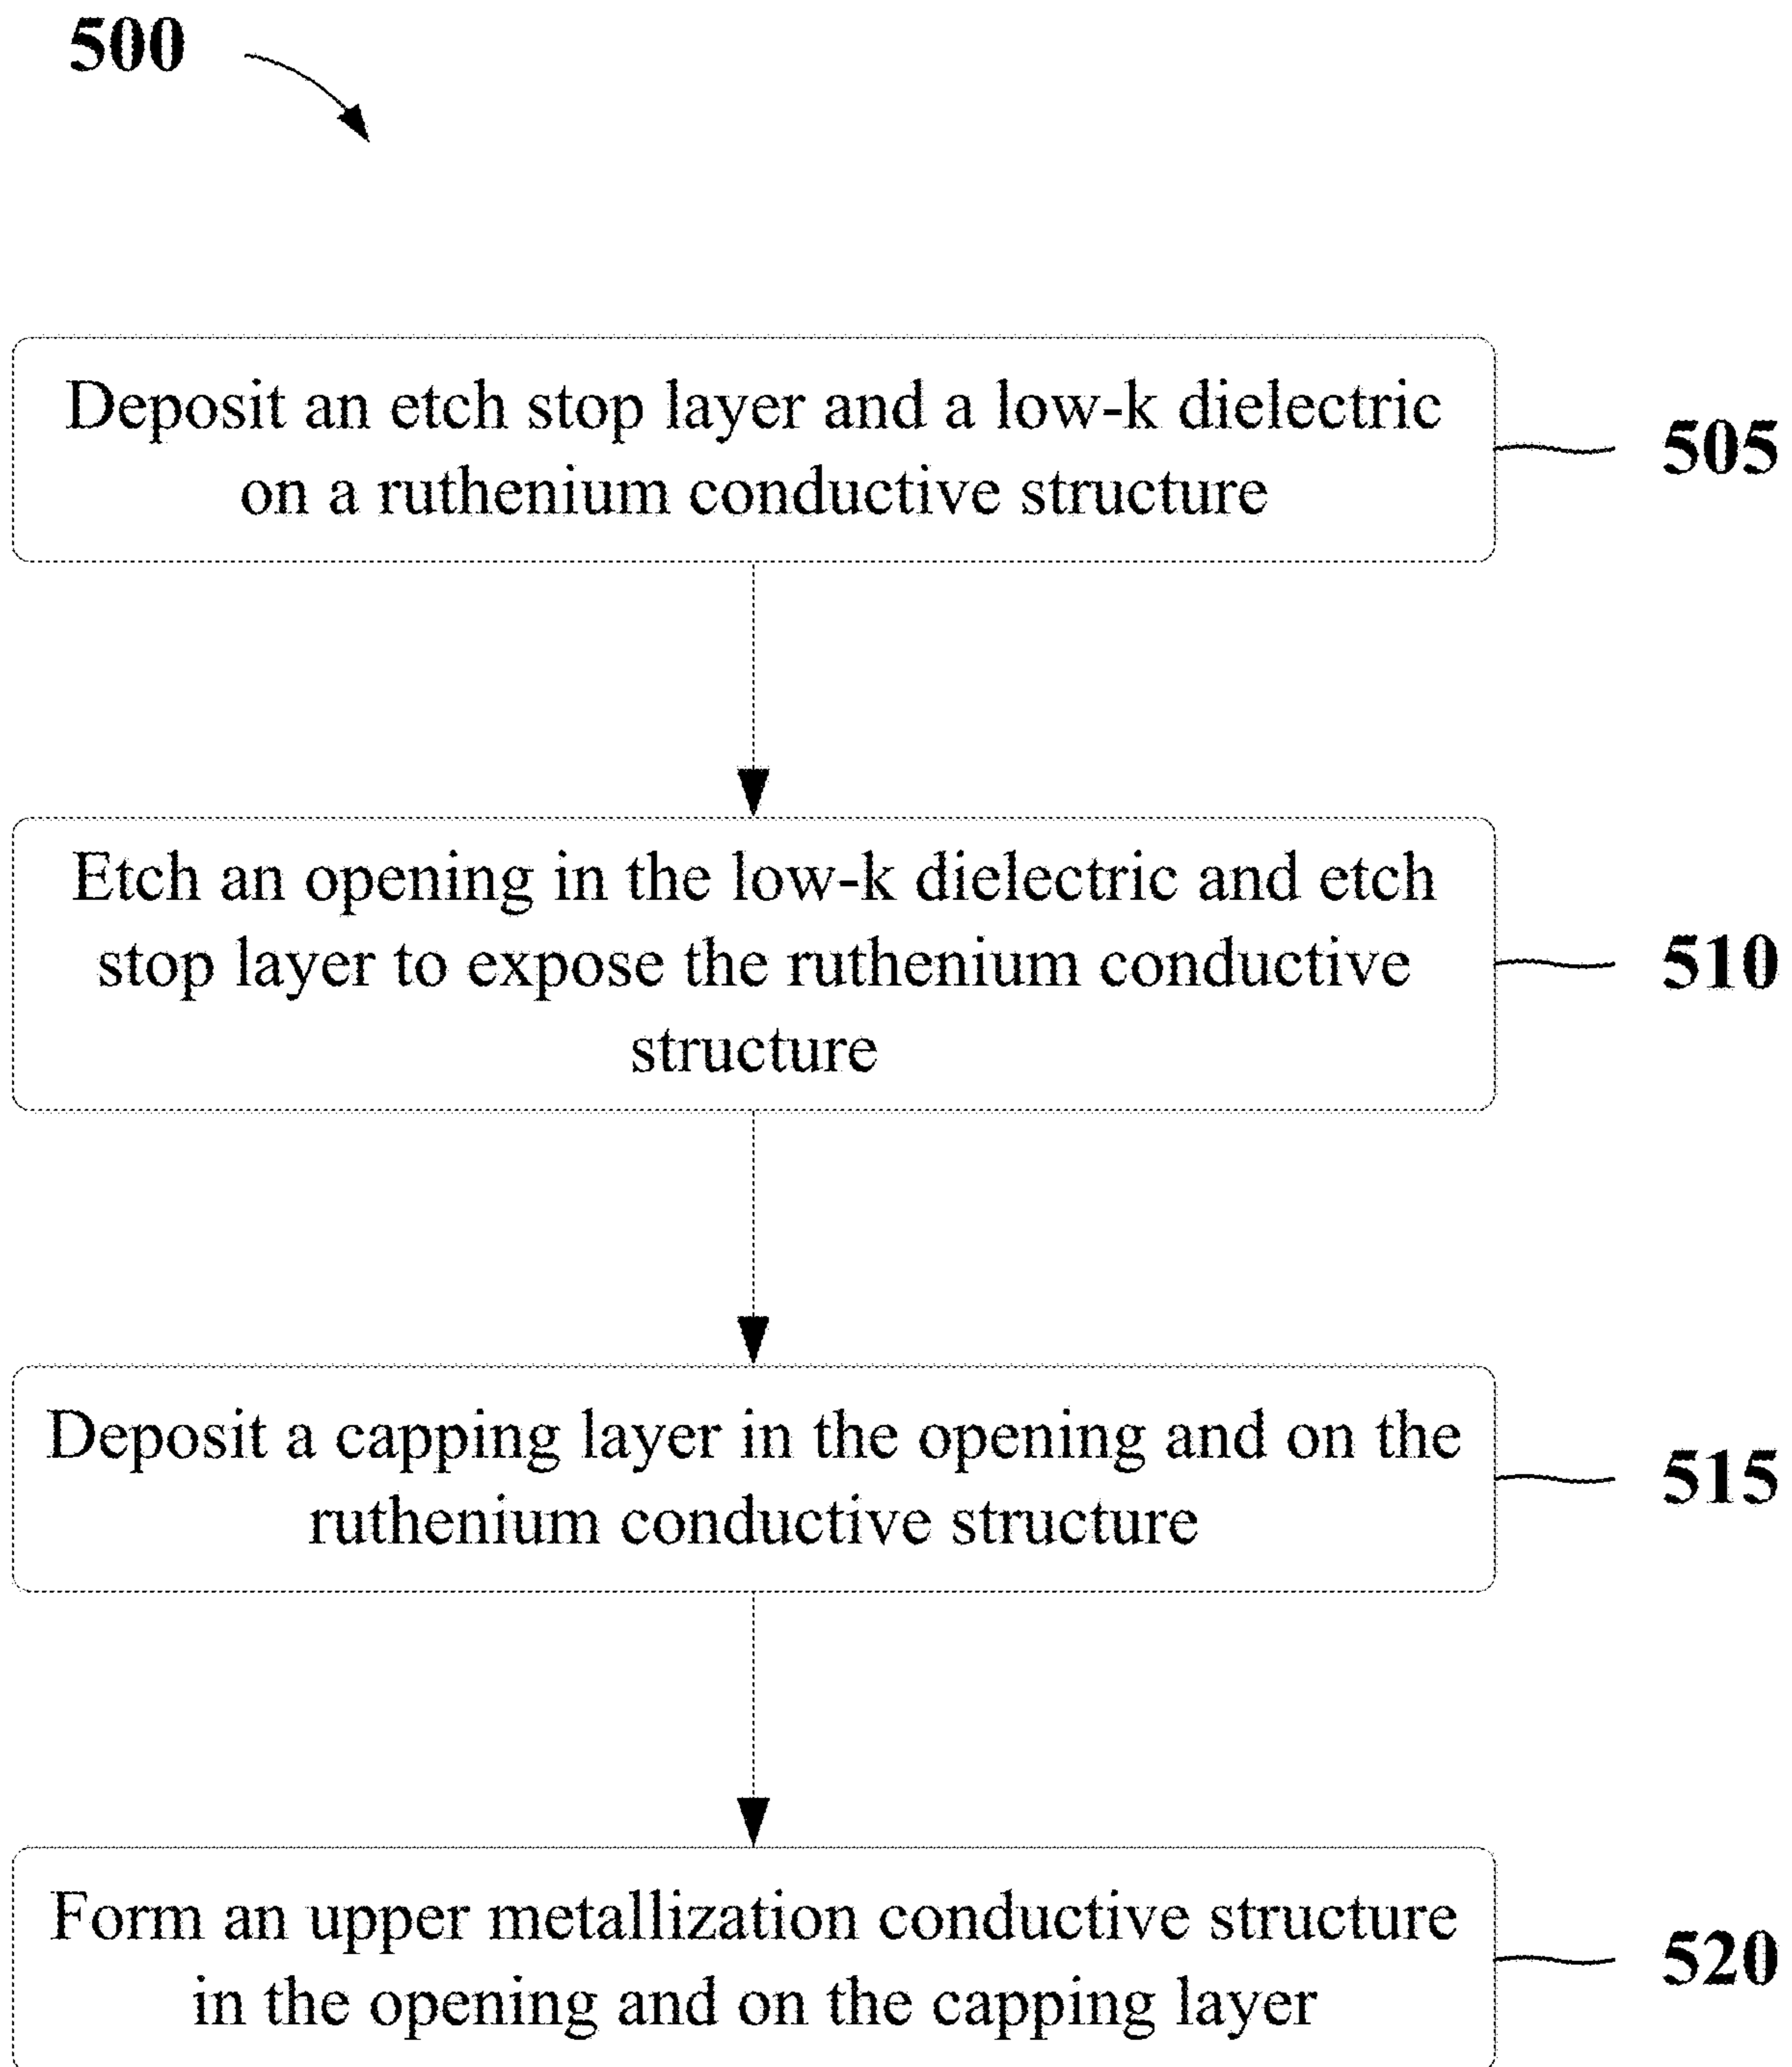 500
Deposit an etch stop layer and a low-k dielectric
on a ruthenium conductive structure
505
Etch an opening in the low-k dielectric and etch
stop layer to expose the ruthenium conductive
structure
510
Deposit a capping layer in the opening and on the
ruthenium conductive structure
515
Form an upper metallization conductive structure
in the opening and on the capping layer
520